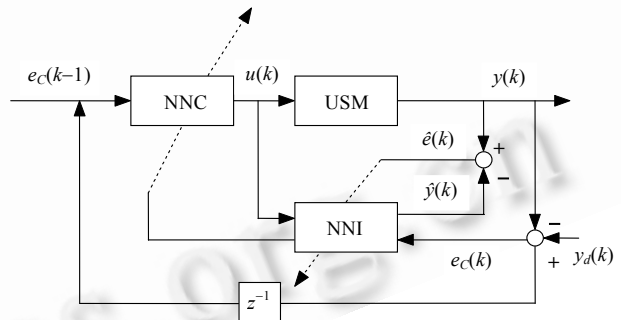 e_C(k–1)
u(k)
y(k)
NNC
USM
ê(k)
+
–
ŷ(k)
NNI
–
e_C(k)
+
y_d(k)
z⁻¹